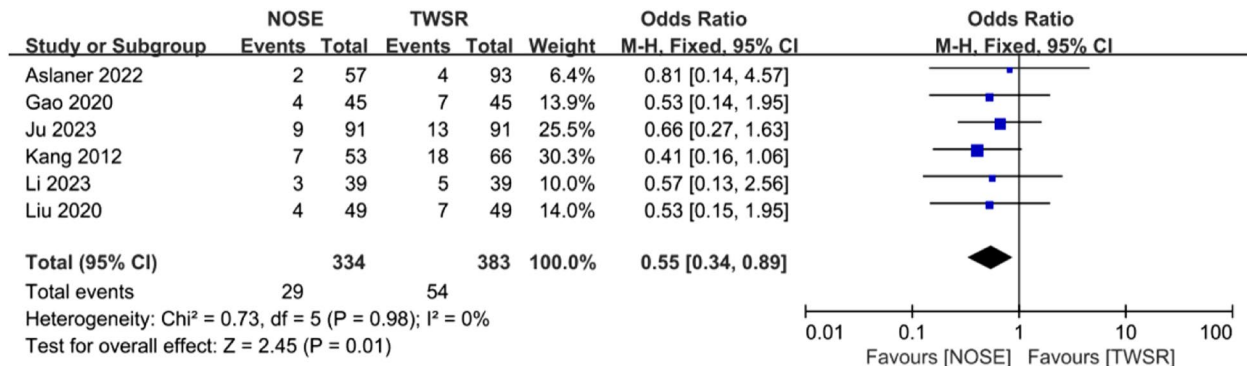 NOSE TWSR Odds Ratio Odds Ratio
Study or Subgroup Events Total Events Total Weight M-H, Fixed, 95% CI M-H, Fixed, 95% CI
Aslaner 2022 2 57 4 93 6.4% 0.81 [0.14, 4.57]
Gao 2020 4 45 7 45 13.9% 0.53 [0.14, 1.95]
Ju 2023 9 91 13 91 25.5% 0.66 [0.27, 1.63]
Kang 2012 7 53 18 66 30.3% 0.41 [0.16, 1.06]
Li 2023 3 39 5 39 10.0% 0.57 [0.13, 2.56]
Liu 2020 4 49 7 49 14.0% 0.53 [0.15, 1.95]
Total (95% CI) 334 383 100.0% 0.55 [0.34, 0.89]
Total events 29 54
Heterogeneity: Chi² = 0.73, df = 5 (P = 0.98); I² = 0%
Test for overall effect: Z = 2.45 (P = 0.01)
0.01 0.1 1 10 100
Favours [NOSE] Favours [TWSR]